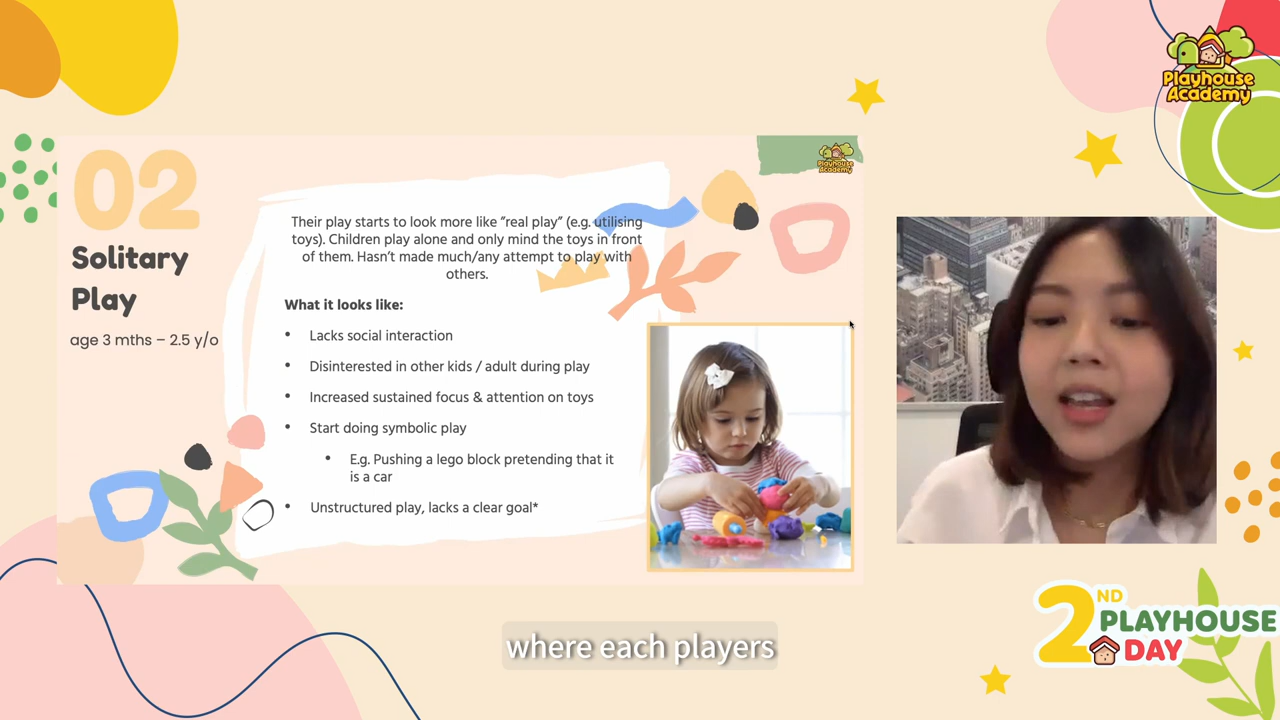 Playhouse
Academy
02
Solitary
Play
age 3 mths – 2.5 y/o
Playhouse
Academy
Their play starts to look more like “real play” (e.g. utilising
toys). Children play alone and only mind the toys in front
of them. Hasn’t made much/any attempt to play with
others.
What it looks like:
• Lacks social interaction
• Disinterested in other kids / adult during play
• Increased sustained focus & attention on toys
• Start doing symbolic play
• E.g. Pushing a lego block pretending that it
is a car
• Unstructured play, lacks a clear goal*
where each players
2ND
PLAYHOUSE
DAY